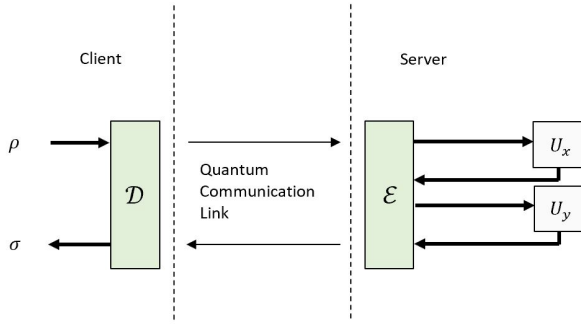 Client
Server
ρ
𝒟
Quantum
Communication
Link
ℰ
U_x
U_y
σ